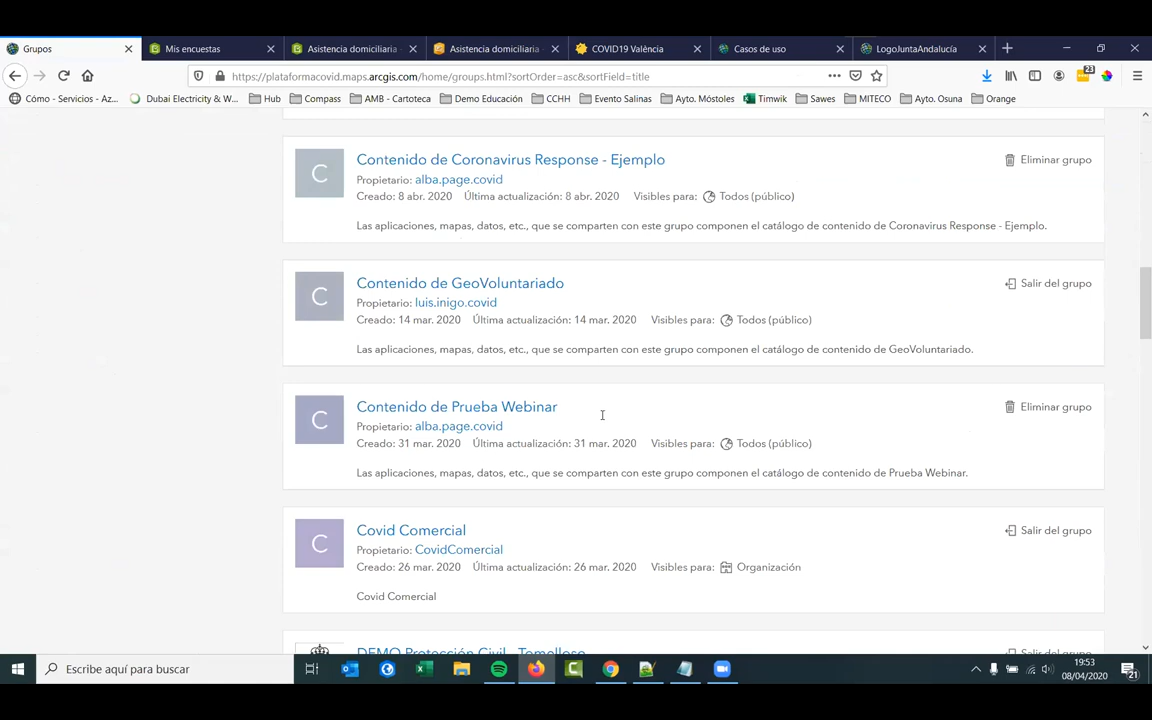 Grupos
Mis encuestas
Asistencia domiciliaria -
Asistencia domiciliaria -
COVID19 València
Casos de uso
LogoJuntaAndalucía
https://plataformacovid.maps.arcgis.com/home/groups.html?sortOrder=asc&sortField=title
23
Cómo - Servicios - Az...
Dubai Electricity & W...
Hub
Compass
AMB - Cartoteca
Demo Educación
CCHH
Evento Salinas
Ayto. Móstoles
Timwik
Sawes
MITECO
Ayto. Osuna
Orange
C
Contenido de Coronavirus Response - Ejemplo
Eliminar grupo
Propietario: alba.page.covid
Creado: 8 abr. 2020 Última actualización: 8 abr. 2020 Visibles para: Todos (público)
Las aplicaciones, mapas, datos, etc., que se comparten con este grupo componen el catálogo de contenido de Coronavirus Response - Ejemplo.
C
Contenido de GeoVoluntariado
Salir del grupo
Propietario: luis.inigo.covid
Creado: 14 mar. 2020 Última actualización: 14 mar. 2020 Visibles para: Todos (público)
Las aplicaciones, mapas, datos, etc., que se comparten con este grupo componen el catálogo de contenido de GeoVoluntariado.
C
Contenido de Prueba Webinar
Eliminar grupo
Propietario: alba.page.covid
Creado: 31 mar. 2020 Última actualización: 31 mar. 2020 Visibles para: Todos (público)
Las aplicaciones, mapas, datos, etc., que se comparten con este grupo componen el catálogo de contenido de Prueba Webinar.
C
Covid Comercial
Salir del grupo
Propietario: CovidComercial
Creado: 26 mar. 2020 Última actualización: 26 mar. 2020 Visibles para: Organización
Covid Comercial
DEMO Protección Civil - Tomelloso
Salir del grupo
Escribe aquí para buscar
19:53
08/04/2020
21